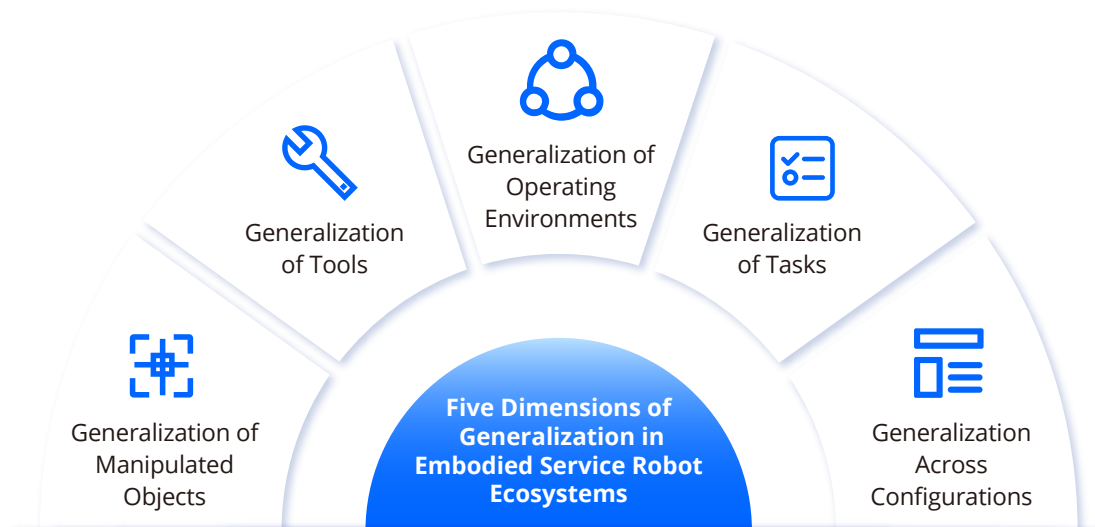 Generalization of
Manipulated
Objects
Generalization
of Tools
Generalization of
Operating
Environments
Generalization
of Tasks
Generalization
Across
Configurations
Five Dimensions of
Generalization in
Embodied Service Robot
Ecosystems